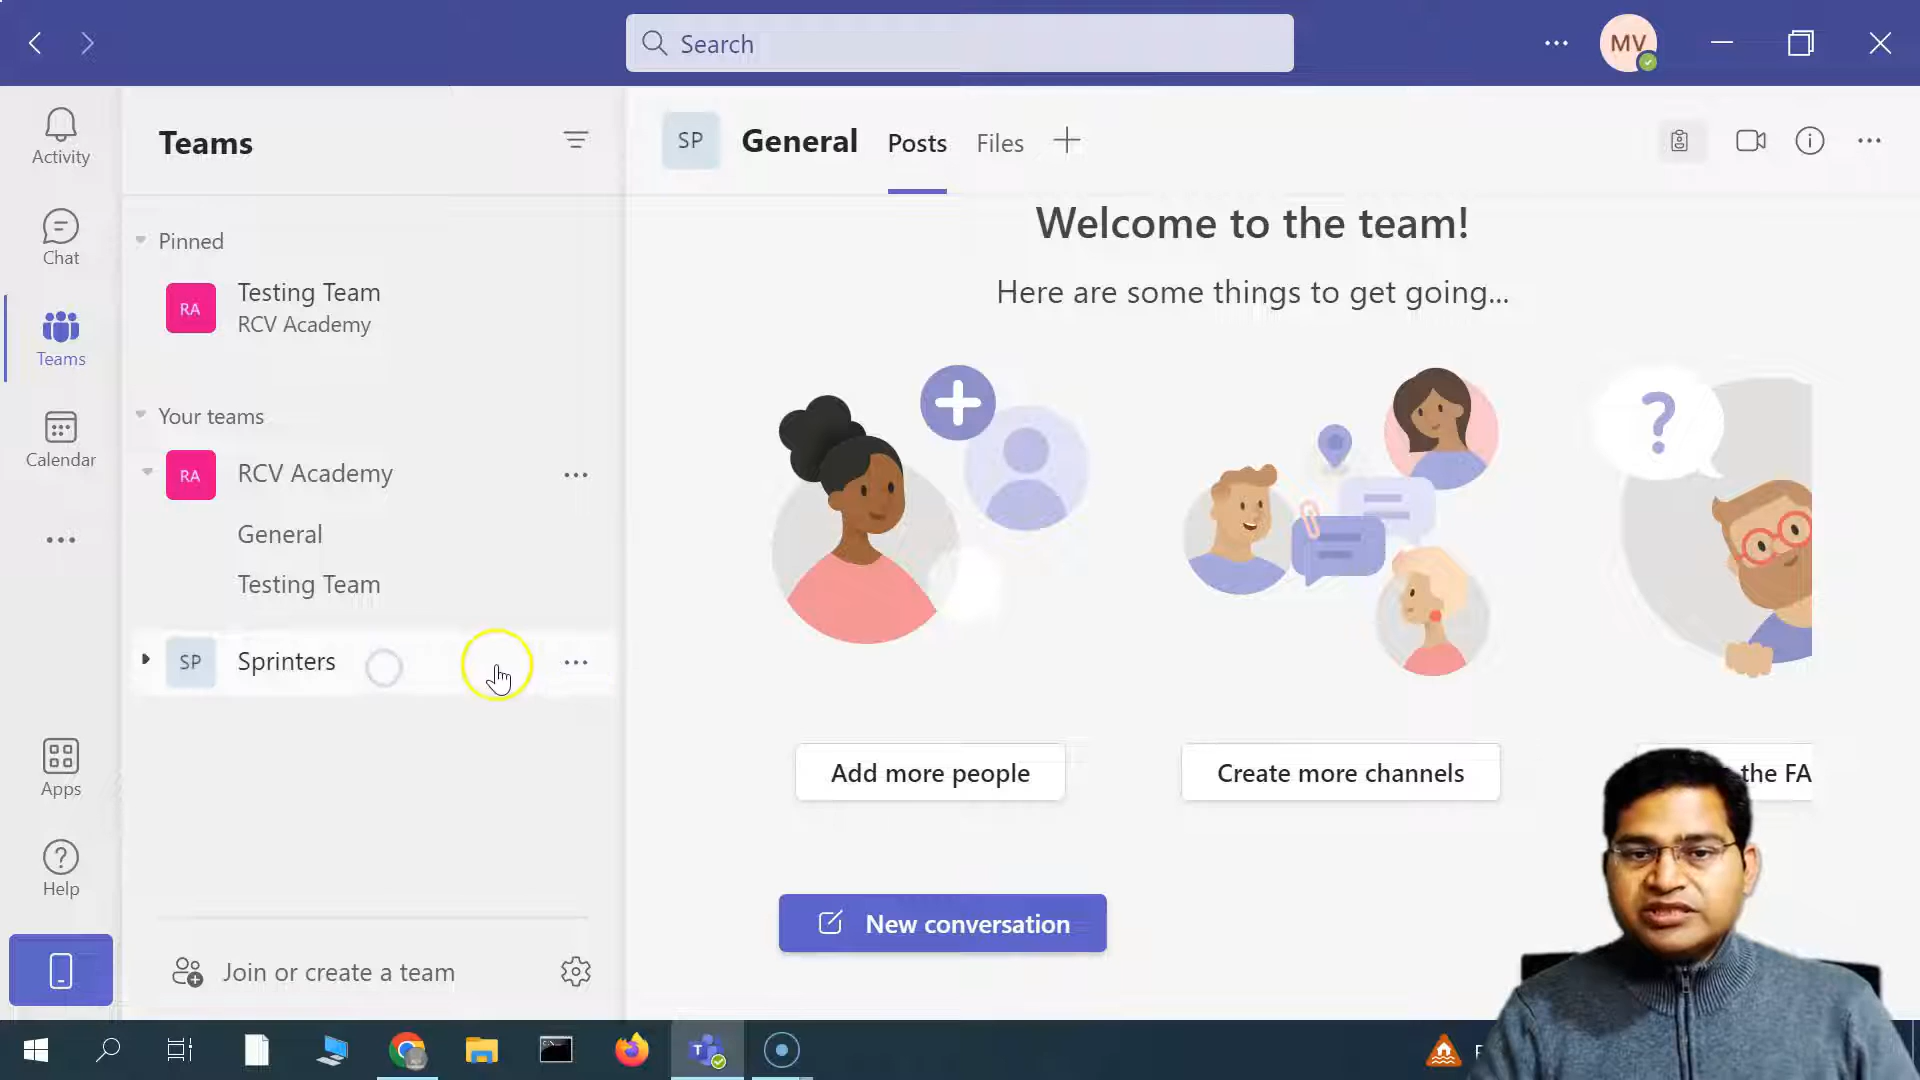 Search
MV
Activity
Chat
Teams
Calendar
Apps
Help
Teams
Pinned
RA
Testing Team
RCV Academy
Your teams
RA
RCV Academy
General
Testing Team
SP
Sprinters
Join or create a team
SP
General
Posts
Files
Welcome to the team!
Here are some things to get going...
?
Add more people
Create more channels
the FA
New conversation
T